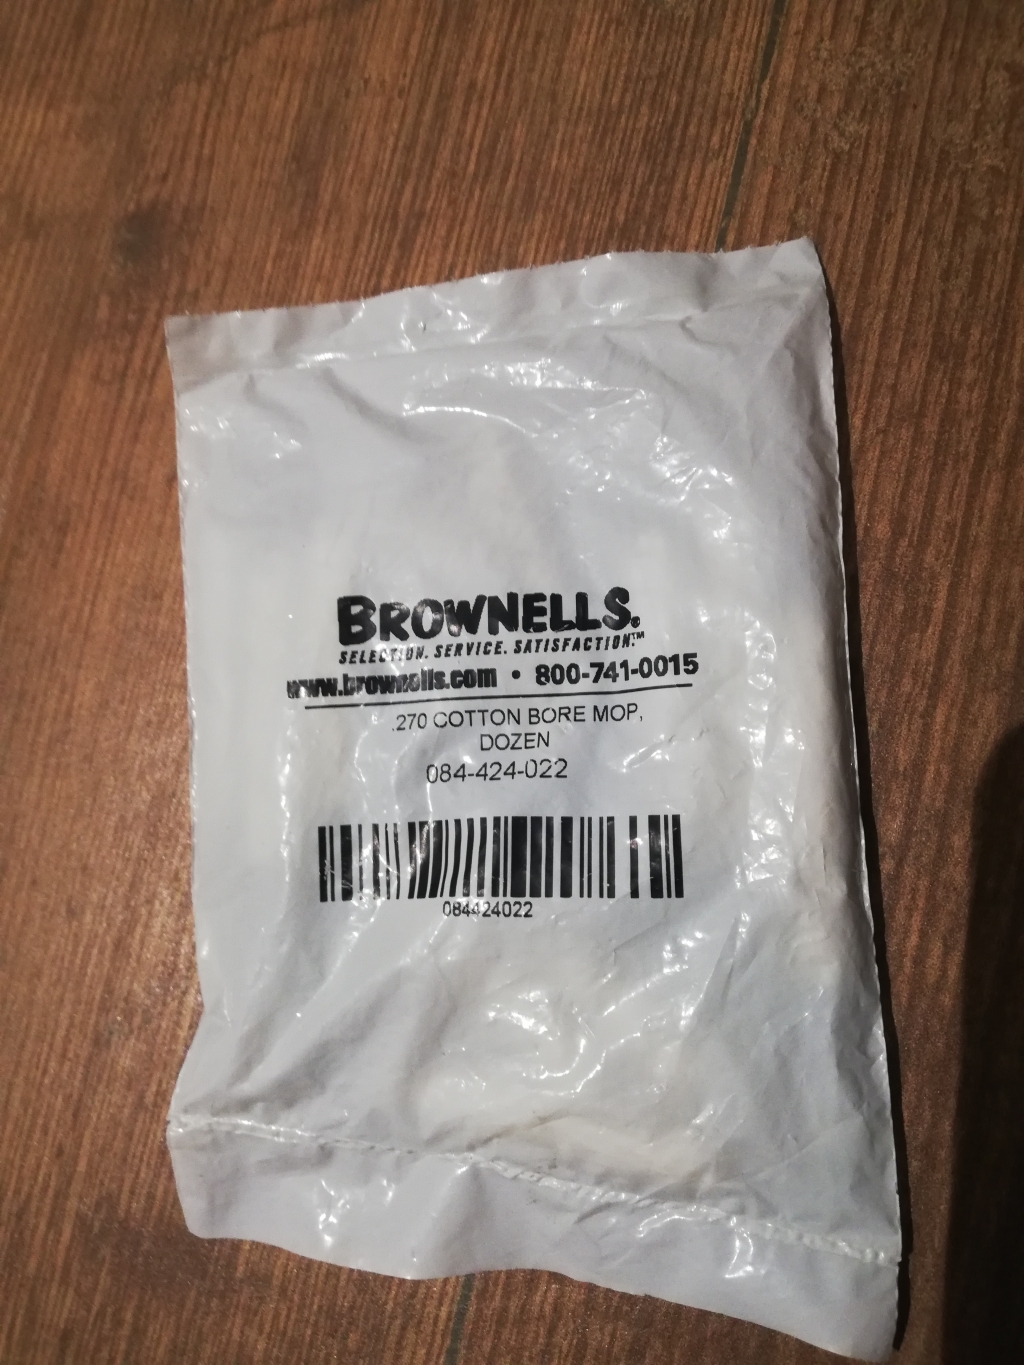 BROWNELLS.
SELECTION. SERVICE. SATISFACTION.™
www.brownells.com • 800-741-0015
.270 COTTON BORE MOP,
DOZEN
084-424-022
084424022